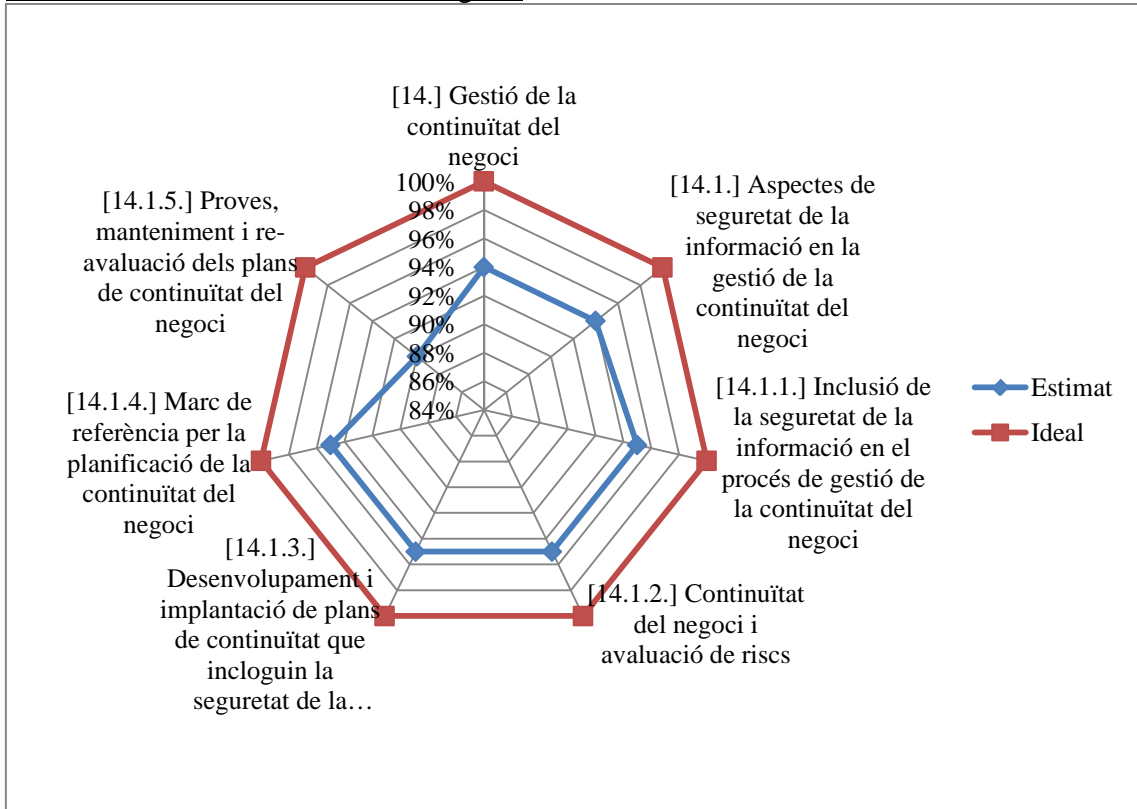 [14.] Gestió de la
continuïtat del
negoci
[14.1.] Aspectes de
seguretat de la
informació en la
gestió de la
continuïtat del
negoci
[14.1.1.] Inclusió de
la seguretat de la
informació en el
procés de gestió de
la continuïtat del
negoci
[14.1.2.] Continuïtat
del negoci i
avaluació de riscs
[14.1.3.]
Desenvolupament i
implantació de plans
de continuïtat que
incloguin la
seguretat de la…
[14.1.4.] Marc de
referència per la
planificació de la
continuïtat del
negoci
[14.1.5.] Proves,
manteniment i re-
avaluació dels plans
de continuïtat del
negoci
100%
98%
96%
94%
92%
90%
88%
86%
84%
Estimat
Ideal